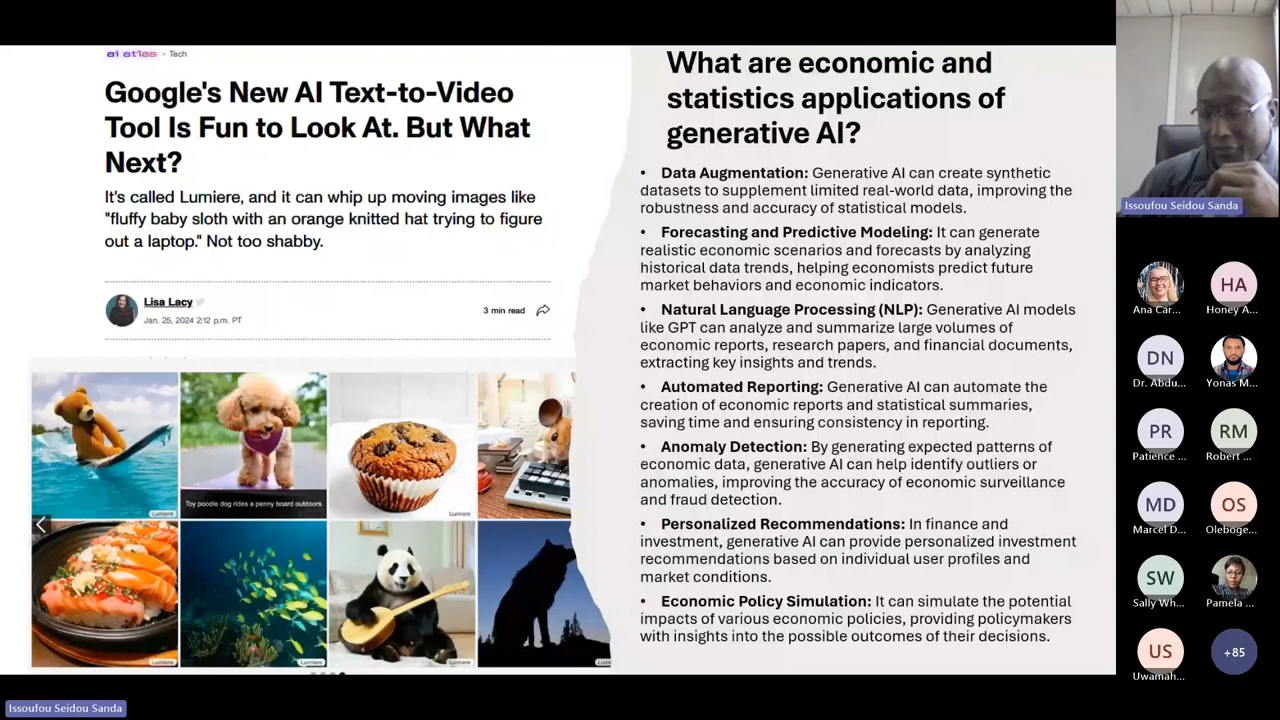 ai atlas > Tech
Google's New AI Text-to-Video
Tool Is Fun to Look At. But What
Next?
It's called Lumiere, and it can whip up moving images like
"fluffy baby sloth with an orange knitted hat trying to figure
out a laptop." Not too shabby.
Lisa Lacy
Jan. 25, 2024 2:12 p.m. PT
3 min read
Toy poodle dog rides a penny board outdoors
Lumiere
Lumiere
Lumiere
Lumiere
Lumiere
Lumiere
What are economic and
statistics applications of
generative AI?
• Data Augmentation: Generative AI can create synthetic
datasets to supplement limited real-world data, improving the
robustness and accuracy of statistical models.
• Forecasting and Predictive Modeling: It can generate
realistic economic scenarios and forecasts by analyzing
historical data trends, helping economists predict future
market behaviors and economic indicators.
• Natural Language Processing (NLP): Generative AI models
like GPT can analyze and summarize large volumes of
economic reports, research papers, and financial documents,
extracting key insights and trends.
• Automated Reporting: Generative AI can automate the
creation of economic reports and statistical summaries,
saving time and ensuring consistency in reporting.
• Anomaly Detection: By generating expected patterns of
economic data, generative AI can help identify outliers or
anomalies, improving the accuracy of economic surveillance
and fraud detection.
• Personalized Recommendations: In finance and
investment, generative AI can provide personalized investment
recommendations based on individual user profiles and
market conditions.
• Economic Policy Simulation: It can simulate the potential
impacts of various economic policies, providing policymakers
with insights into the possible outcomes of their decisions.
Issoufou Seidou Sanda
Ana Car...
HA
Honey A...
DN
Dr. Abdu...
Yonas M...
PR
Patience ...
RM
Robert ...
MD
Marcel D...
OS
Oleboge...
SW
Sally Wh...
Pamela ...
US
Uwamah...
+85
Issoufou Seidou Sanda